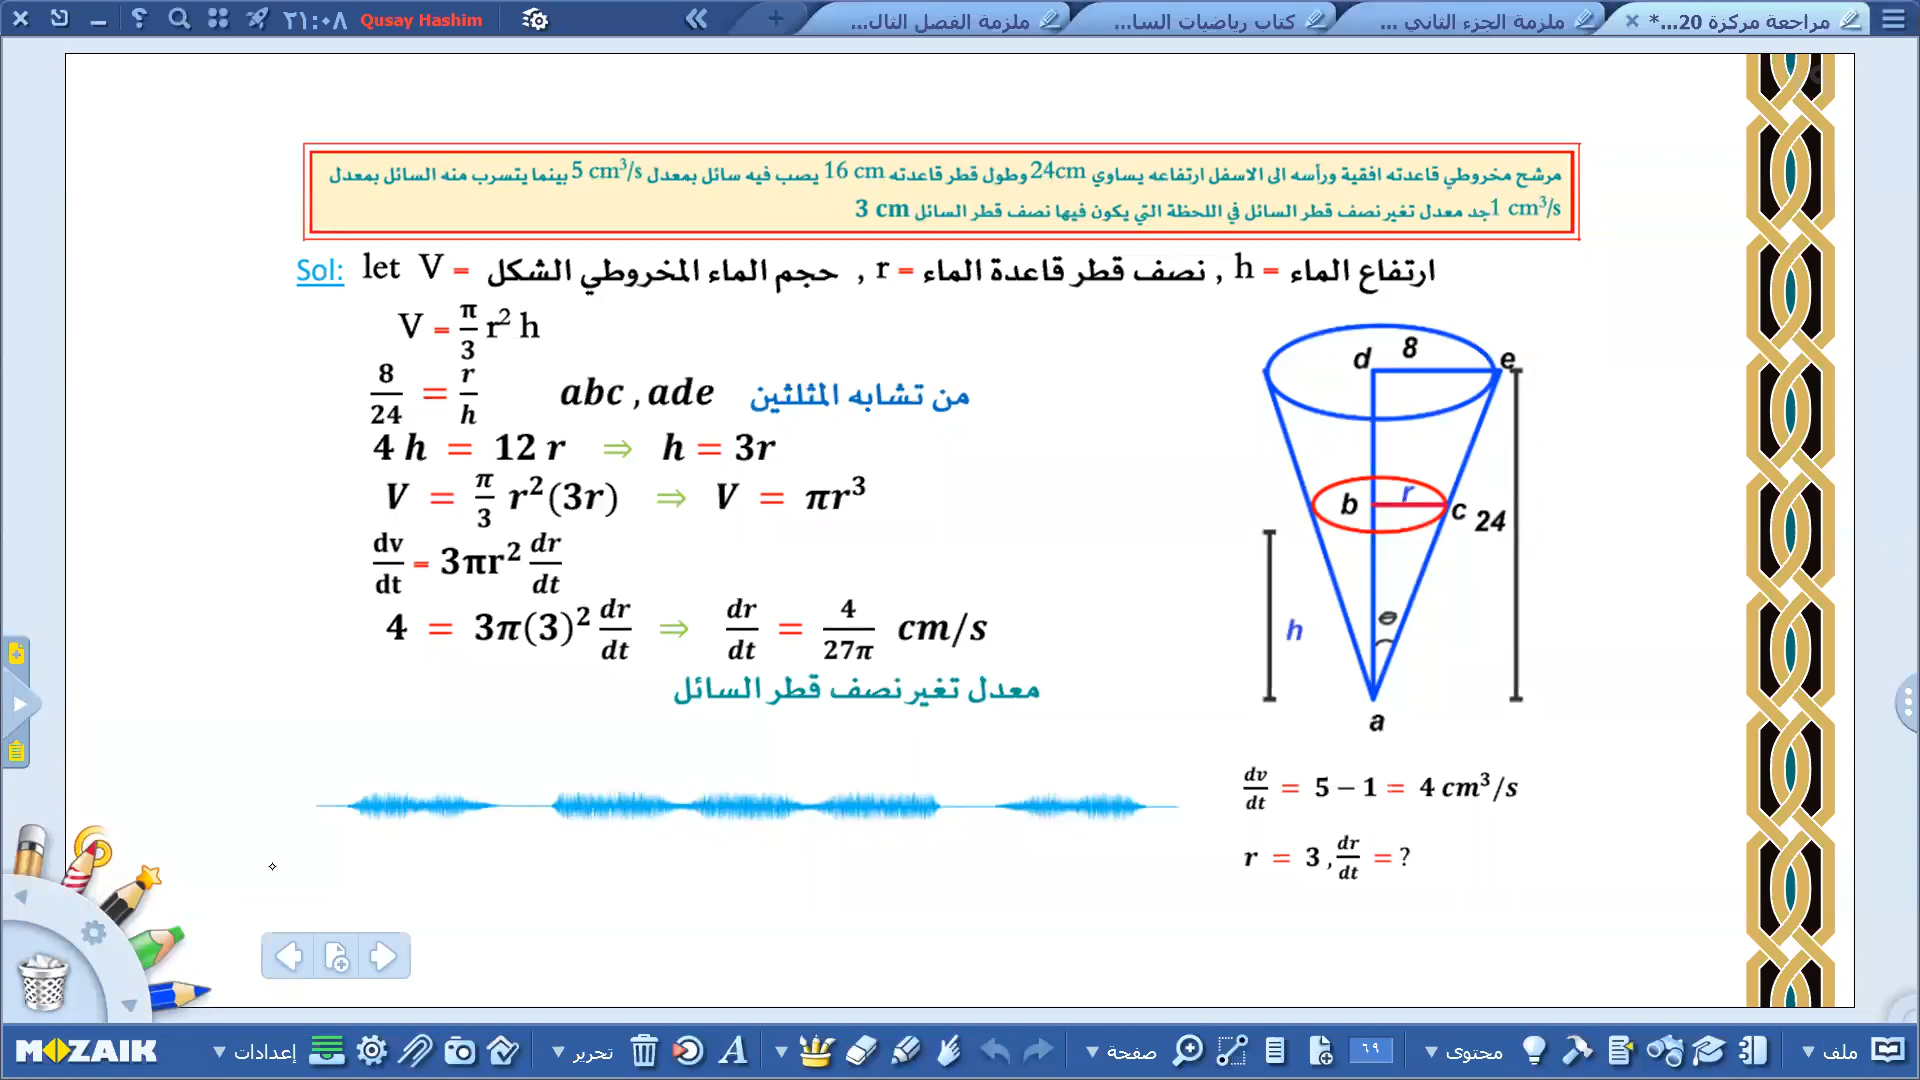 ٢١:٠٨ Qusay Hashim
ملزمة الفصل الثال...
كتاب رياضيات السا...
ملزمة الجزء الثاني ...
مراجعة مركزة 20...*
مرشح مخروطي قاعدته افقية ورأسه الى الاسفل ارتفاعه يساوي 24cm وطول قطر قاعدته 16 cm يصب فيه سائل بمعدل 5 cm³/s بينما يتسرب منه السائل بمعدل
1 cm³/s جد معدل تغير نصف قطر السائل في اللحظة التي يكون فيها نصف قطر السائل 3 cm
Sol: let V = حجم الماء المخروطي الشكل , r = نصف قطر قاعدة الماء , h = ارتفاع الماء
V = π/3 r² h
8/24 = r/h abc , ade من تشابه المثلثين
4 h = 12 r ⇒ h = 3r
V = π/3 r²(3r) ⇒ V = πr³
dv/dt = 3πr² dr/dt
4 = 3π(3)² dr/dt ⇒ dr/dt = 4/27π cm/s
معدل تغير نصف قطر السائل
d 8 e
b r c 24
h θ
a
dv/dt = 5 − 1 = 4 cm³/s
r = 3 , dr/dt = ?
MOZAIK إعدادات تحرير صفحة ٦٩ محتوى ملف